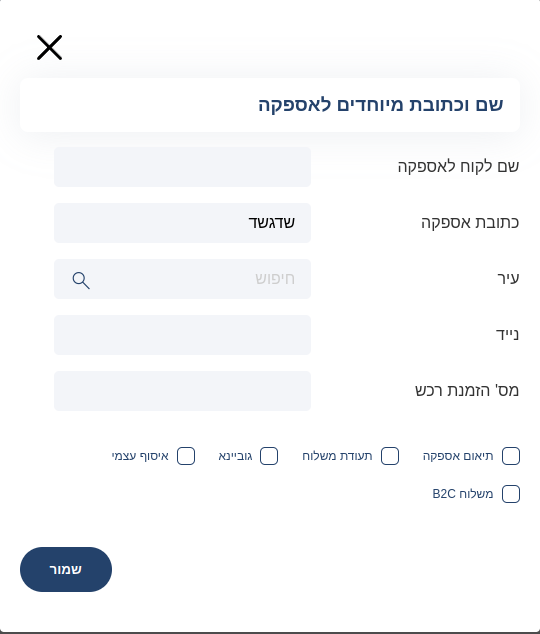 שם וכתובת מיוחדים לאספקה
שם לקוח לאספקה
כתובת אספקה
שדגשד
עיר
חיפוש
נייד
מס' הזמנת רכש
תיאום אספקה
תעודת משלוח
גוביינא
איסוף עצמי
משלוח B2C
שמור